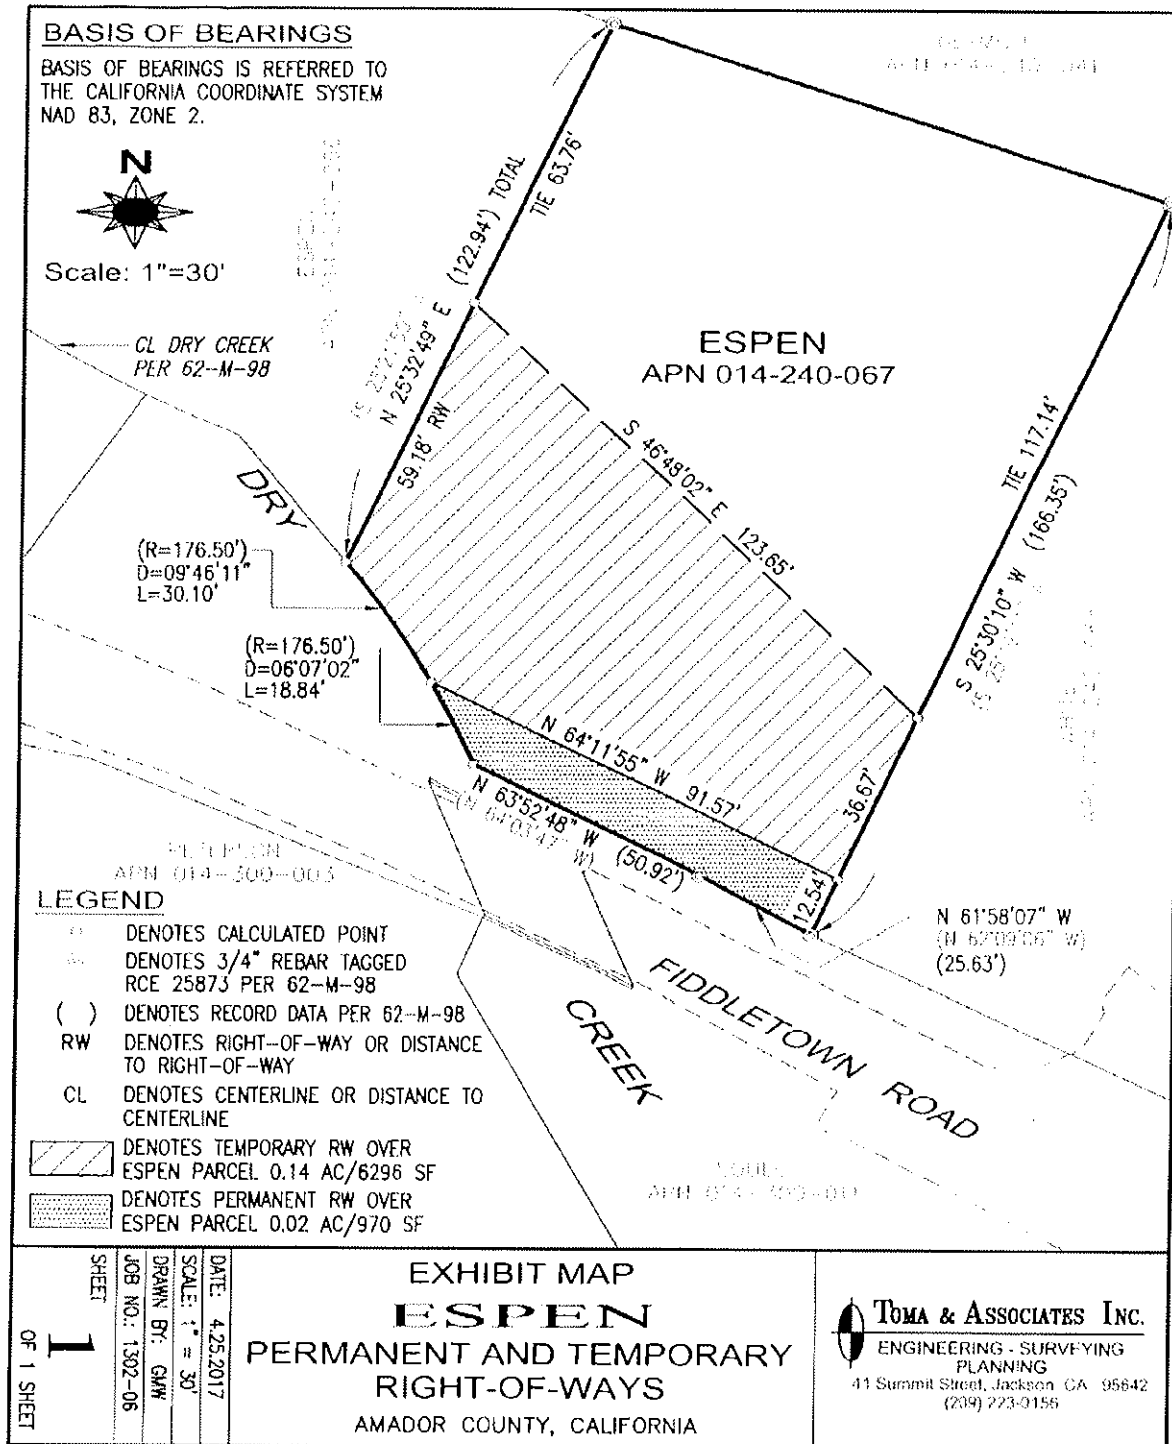 BASIS OF BEARINGS
BASIS OF BEARINGS IS REFERRED TO
THE CALIFORNIA COORDINATE SYSTEM
NAD 83, ZONE 2.
N
Scale: 1"=30'
CL DRY CREEK
PER 62-M-98
TIE 63.76'
N 25°32'49" E (122.94') TOTAL
59.18' RW
ESPEN
APN 014-240-067
S 46°48'02" E 123.65'
TIE 117.14'
S 25°30'10" W (166.35')
DRY
(R=176.50')
D=09°46'11"
L=30.10'
(R=176.50')
D=06°07'02"
L=18.84'
N 64°11'55" W 91.57'
36.67'
N 63°52'48" W (50.92')
(N 64°03'47" W)
12.54'
N 61°58'07" W
(N 62°09'06" W)
(25.63')
PETERSON
APN 014-300-003
FIDDLETOWN ROAD
CREEK
LEGEND
DENOTES CALCULATED POINT
DENOTES 3/4" REBAR TAGGED
RCE 25873 PER 62-M-98
( ) DENOTES RECORD DATA PER 62-M-98
RW DENOTES RIGHT-OF-WAY OR DISTANCE
TO RIGHT-OF-WAY
CL DENOTES CENTERLINE OR DISTANCE TO
CENTERLINE
DENOTES TEMPORARY RW OVER
ESPEN PARCEL 0.14 AC/6296 SF
DENOTES PERMANENT RW OVER
ESPEN PARCEL 0.02 AC/970 SF
DATE: 4.25.2017
SCALE: 1" = 30'
DRAWN BY: GMW
JOB NO.: 1302-06
SHEET
1
OF 1 SHEET
EXHIBIT MAP
ESPEN
PERMANENT AND TEMPORARY
RIGHT-OF-WAYS
AMADOR COUNTY, CALIFORNIA
TOMA & ASSOCIATES INC.
ENGINEERING - SURVEYING
PLANNING
41 Summit Street, Jackson CA 95642
(209) 223-0156